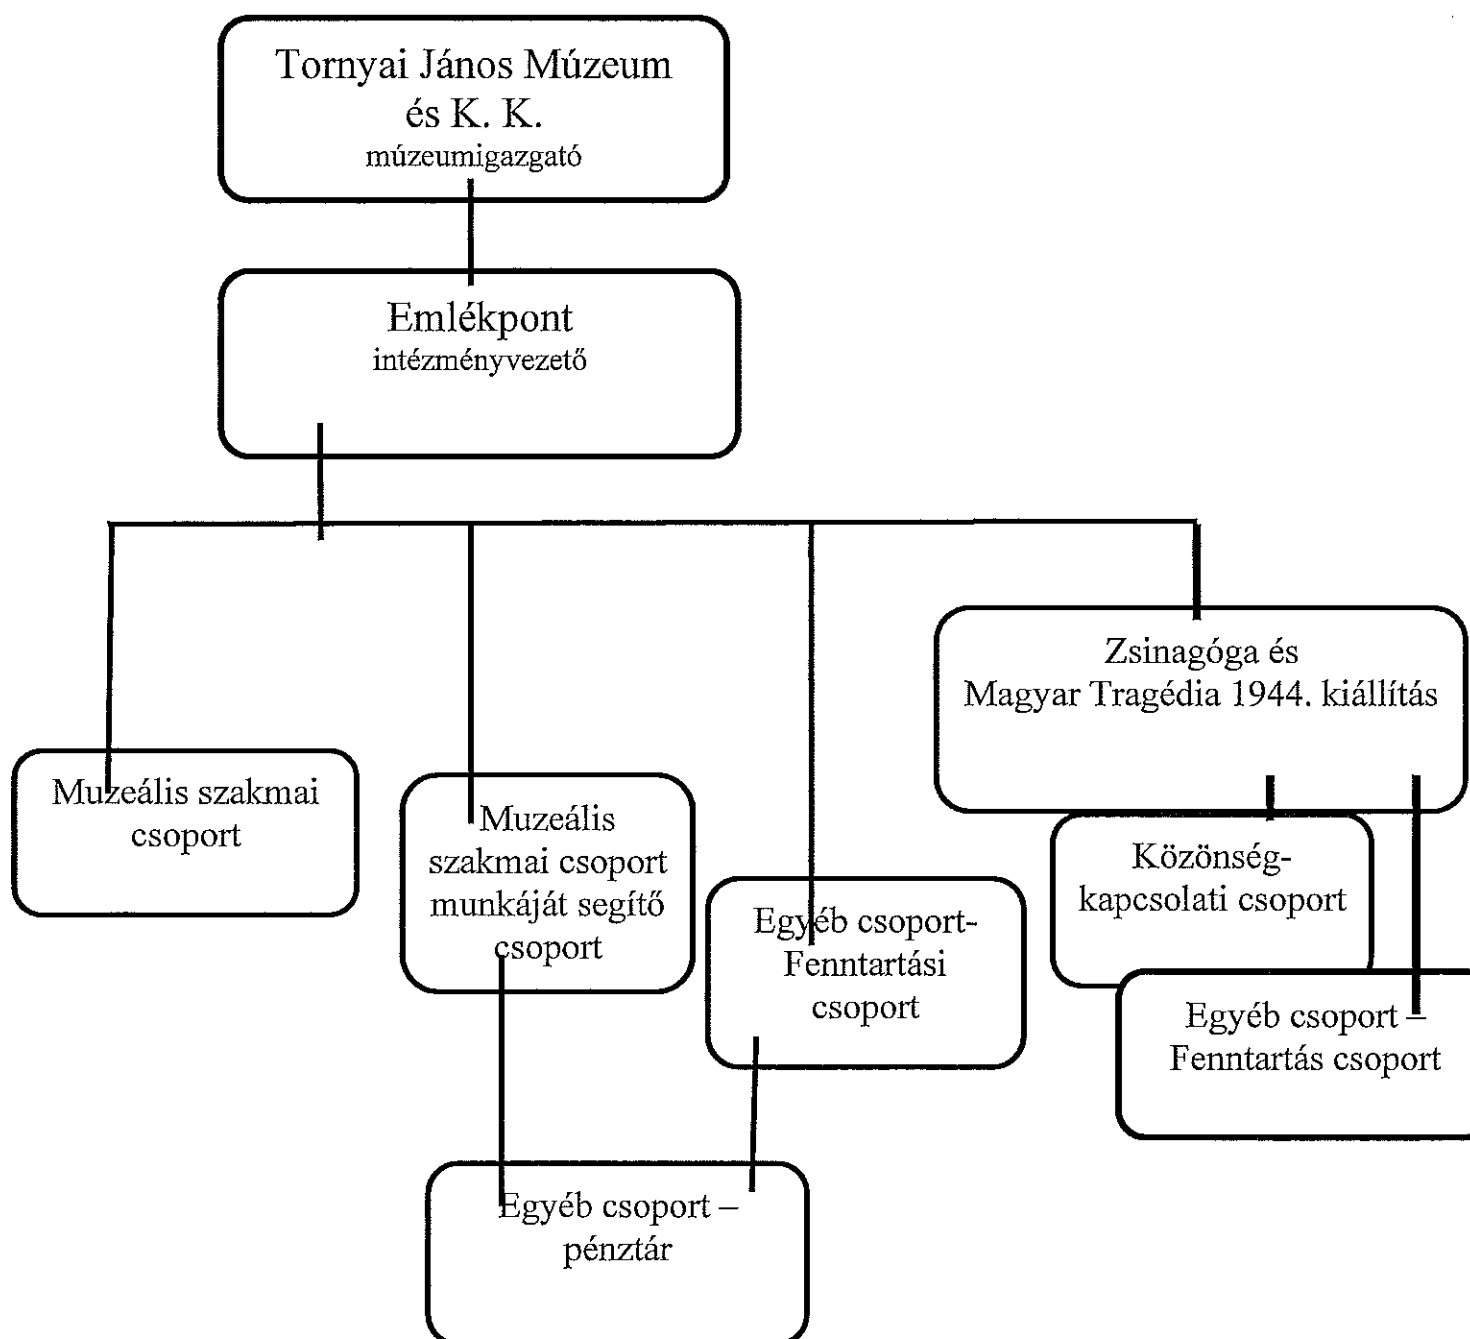 Tornyai János Múzeum
és K. K.
múzeumigazgató
Emlékpont
intézményvezető
Zsinagóga és
Magyar Tragédia 1944. kiállítás
Muzeális szakmai
csoport
Muzeális
szakmai csoport
munkáját segítő
csoport
Egyéb csoport-
Fenntartási
csoport
Közönség-
kapcsolati csoport
Egyéb csoport –
Fenntartás csoport
Egyéb csoport –
pénztár